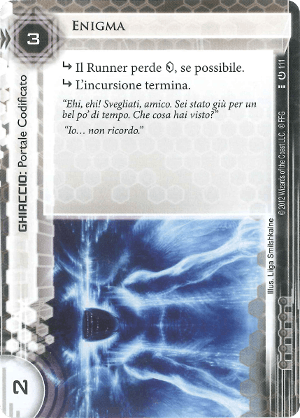 3
ENIGMA
↳ Il Runner perde, se possibile.
↳ L'incursione termina.
"Ehi, ehi! Svegliati, amico. Sei stato giù per un
bel po' di tempo. Che cosa hai visto?"
"Io... non ricordo."
GHIACCIO: Portale Codificato
2
Illus. Liiga Smilshkalne
© 2012 Wizards of the Coast LLC. © FFG
111